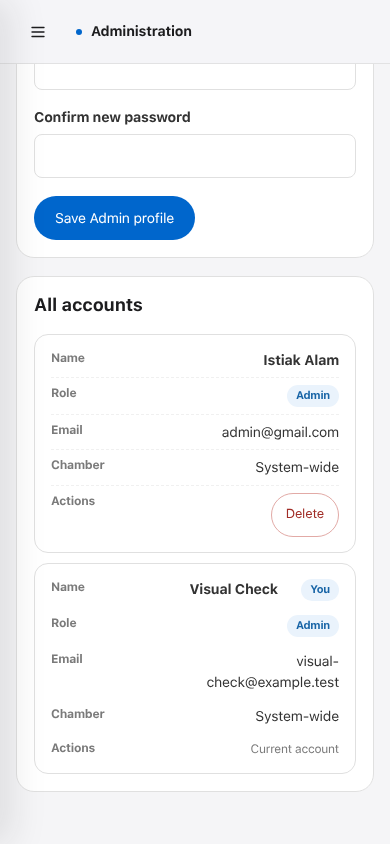 Administration
Confirm new password
Save Admin profile
All accounts
Name Istiak Alam
Role Admin
Email admin@gmail.com
Chamber System-wide
Actions Delete
Name Visual Check You
Role Admin
Email visual-
check@example.test
Chamber System-wide
Actions Current account